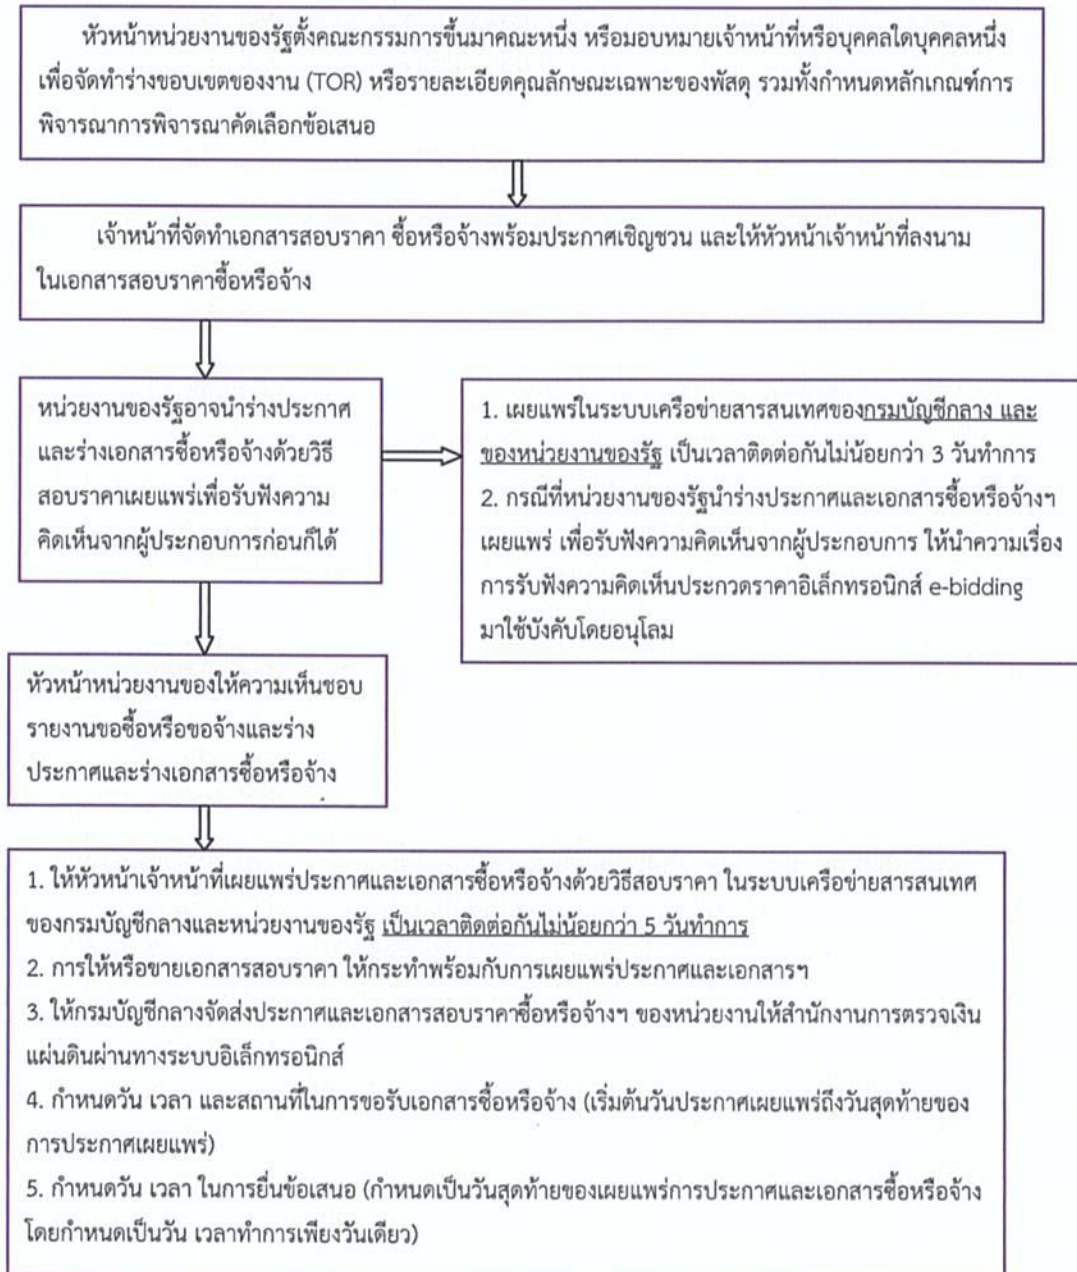 หัวหน้าหน่วยงานของรัฐตั้งคณะกรรมการขึ้นมาคณะหนึ่ง หรือมอบหมายเจ้าหน้าที่หรือบุคคลใดบุคคลหนึ่ง
เพื่อจัดทำร่างขอบเขตของงาน (TOR) หรือรายละเอียดคุณลักษณะเฉพาะของพัสดุ รวมทั้งกำหนดหลักเกณฑ์การ
พิจารณาการพิจารณาคัดเลือกข้อเสนอ
เจ้าหน้าที่จัดทำเอกสารสอบราคา ซื้อหรือจ้างพร้อมประกาศเชิญชวน และให้หัวหน้าเจ้าหน้าที่ลงนาม
ในเอกสารสอบราคาซื้อหรือจ้าง
หน่วยงานของรัฐอาจนำร่างประกาศ
และร่างเอกสารซื้อหรือจ้างด้วยวิธี
สอบราคาเผยแพร่เพื่อรับฟังความ
คิดเห็นจากผู้ประกอบการก่อนก็ได้
1. เผยแพร่ในระบบเครือข่ายสารสนเทศของกรมบัญชีกลาง และ
ของหน่วยงานของรัฐ เป็นเวลาติดต่อกันไม่น้อยกว่า 3 วันทำการ
2. กรณีที่หน่วยงานของรัฐนำร่างประกาศและเอกสารซื้อหรือจ้างฯ
เผยแพร่ เพื่อรับฟังความคิดเห็นจากผู้ประกอบการ ให้นำความเรื่อง
การรับฟังความคิดเห็นประกวดราคาอิเล็กทรอนิกส์ e-bidding
มาใช้บังคับโดยอนุโลม
หัวหน้าหน่วยงานของให้ความเห็นชอบ
รายงานขอซื้อหรือขอจ้างและร่าง
ประกาศและร่างเอกสารซื้อหรือจ้าง
1. ให้หัวหน้าเจ้าหน้าที่เผยแพร่ประกาศและเอกสารซื้อหรือจ้างด้วยวิธีสอบราคา ในระบบเครือข่ายสารสนเทศ
ของกรมบัญชีกลางและหน่วยงานของรัฐ เป็นเวลาติดต่อกันไม่น้อยกว่า 5 วันทำการ
2. การให้หรือขายเอกสารสอบราคา ให้กระทำพร้อมกับการเผยแพร่ประกาศและเอกสารฯ
3. ให้กรมบัญชีกลางจัดส่งประกาศและเอกสารสอบราคาซื้อหรือจ้างฯ ของหน่วยงานให้สำนักงานการตรวจเงิน
แผ่นดินผ่านทางระบบอิเล็กทรอนิกส์
4. กำหนดวัน เวลา และสถานที่ในการขอรับเอกสารซื้อหรือจ้าง (เริ่มต้นวันประกาศเผยแพร่ถึงวันสุดท้ายของ
การประกาศเผยแพร่)
5. กำหนดวัน เวลา ในการยื่นข้อเสนอ (กำหนดเป็นวันสุดท้ายของเผยแพร่การประกาศและเอกสารซื้อหรือจ้าง
โดยกำหนดเป็นวัน เวลาทำการเพียงวันเดียว)